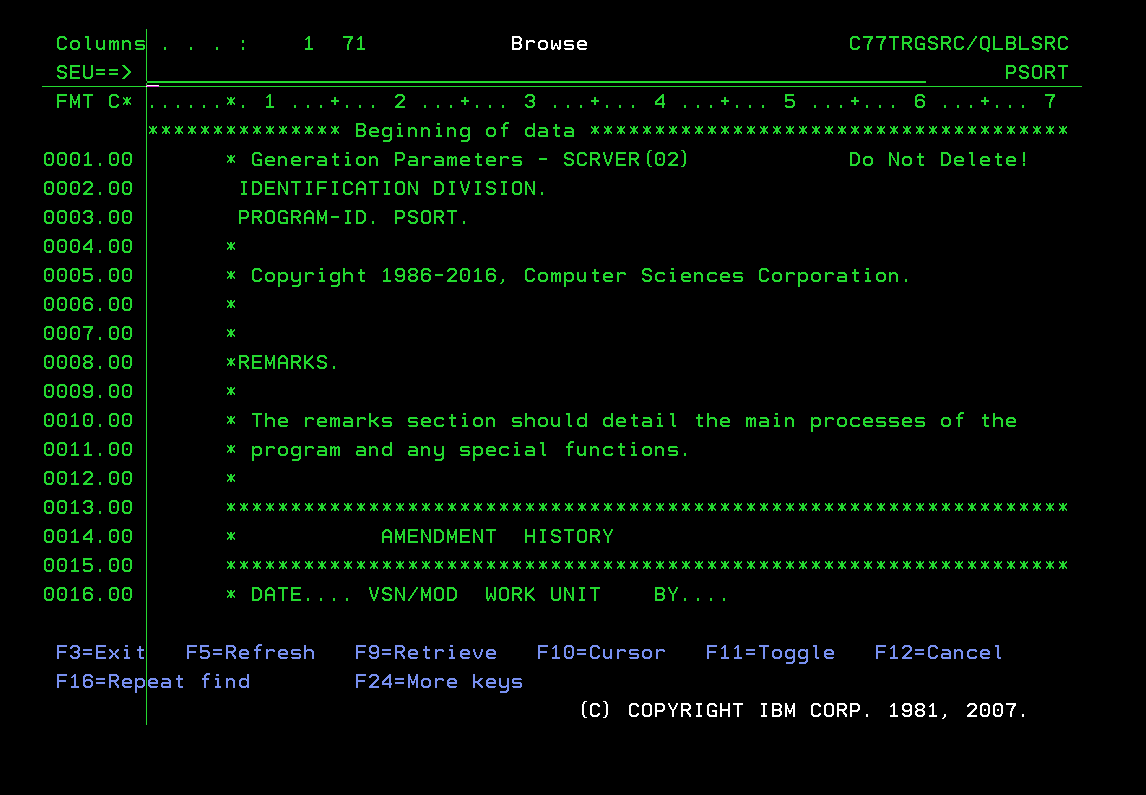 Columns . . . :    1  71           Browse                    C77TRGSRC/QLBLSRC
SEU==>                                                                   PSORT
FMT C* ......*. 1 ...+... 2 ...+... 3 ...+... 4 ...+... 5 ...+... 6 ...+... 7
*************** Beginning of data *************************************
0001.00       * Generation Parameters - SCRVER(02)            Do Not Delete!
0002.00        IDENTIFICATION DIVISION.
0003.00        PROGRAM-ID. PSORT.
0004.00       *
0005.00       * Copyright 1986-2016, Computer Sciences Corporation.
0006.00       *
0007.00       *
0008.00       *REMARKS.
0009.00       *
0010.00       * The remarks section should detail the main processes of the
0011.00       * program and any special functions.
0012.00       *
0013.00       *****************************************************************
0014.00       *           AMENDMENT  HISTORY
0015.00       *****************************************************************
0016.00       * DATE.... VSN/MOD  WORK UNIT    BY....
F3=Exit   F5=Refresh   F9=Retrieve   F10=Cursor   F11=Toggle   F12=Cancel
F16=Repeat find        F24=More keys
(C) COPYRIGHT IBM CORP. 1981, 2007.